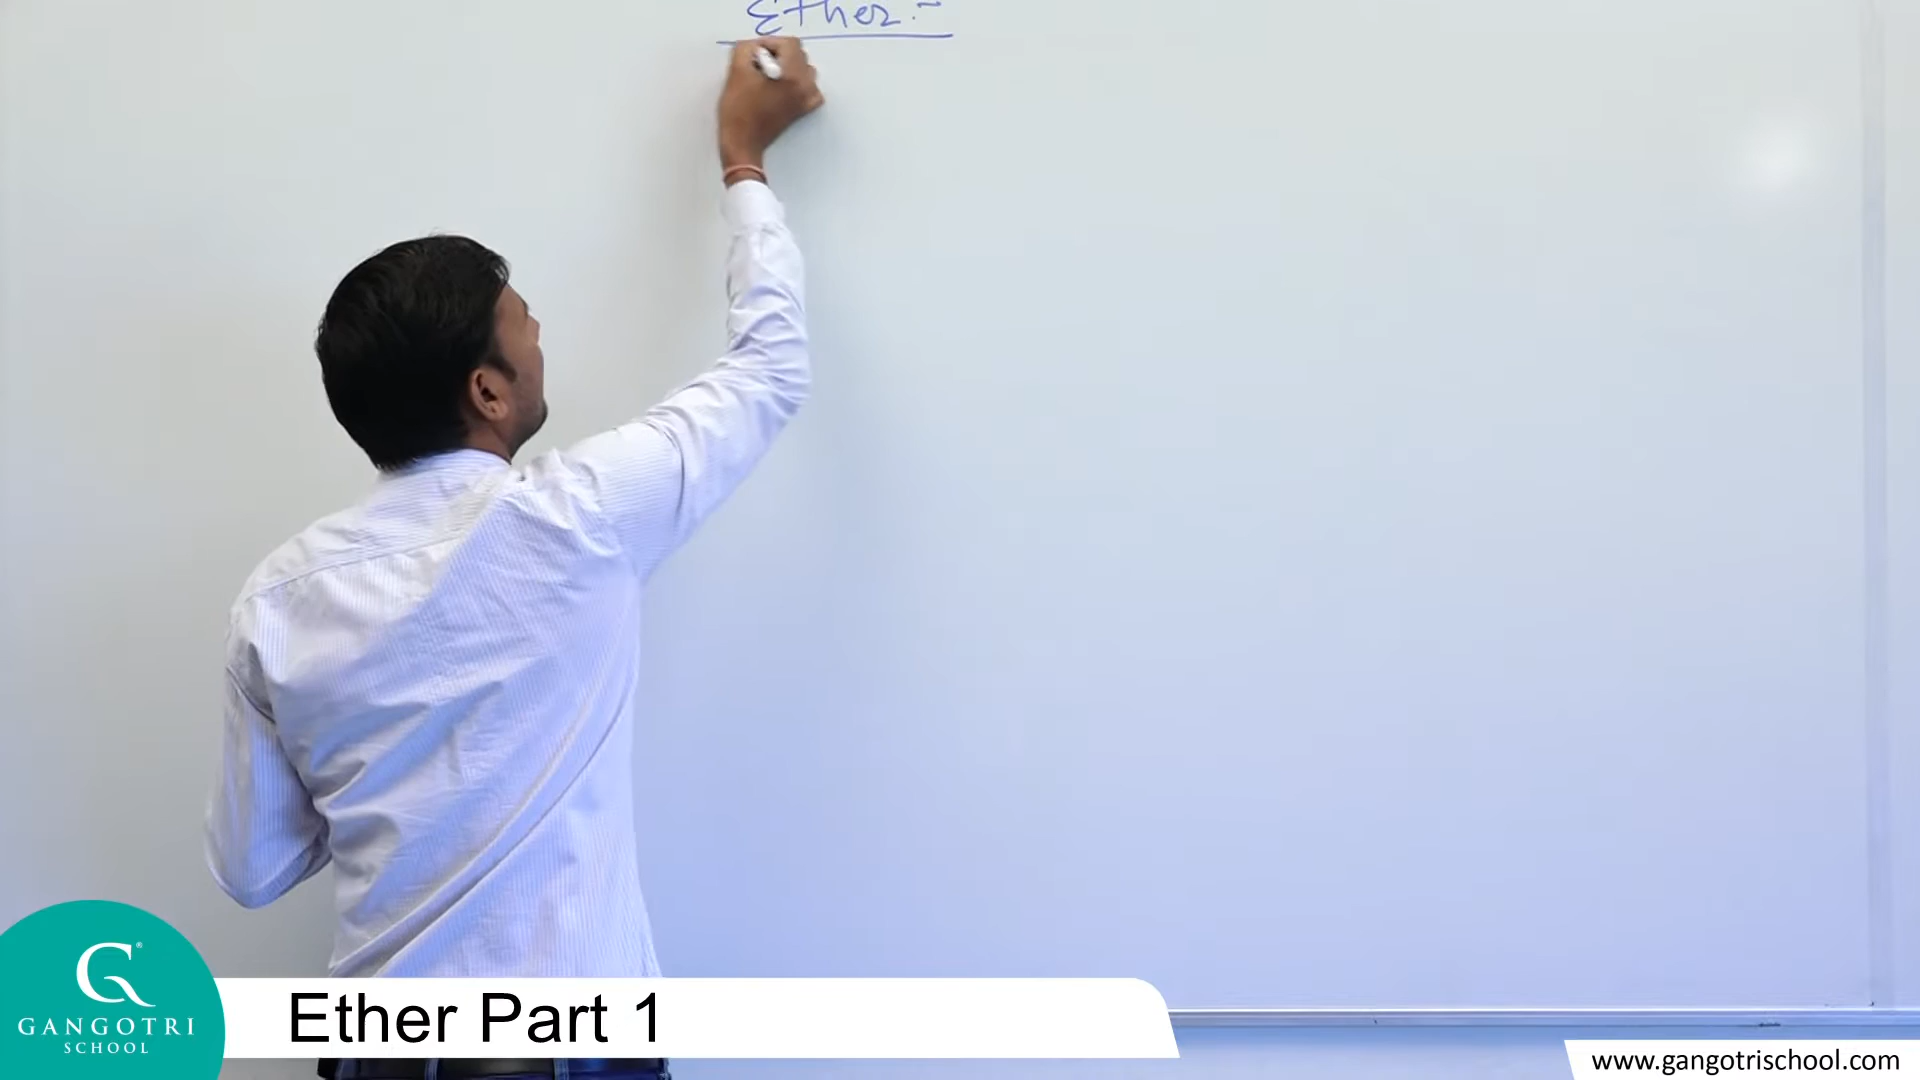 Ether :-
G®
GANGOTRI
SCHOOL
Ether Part 1
www.gangotrischool.com